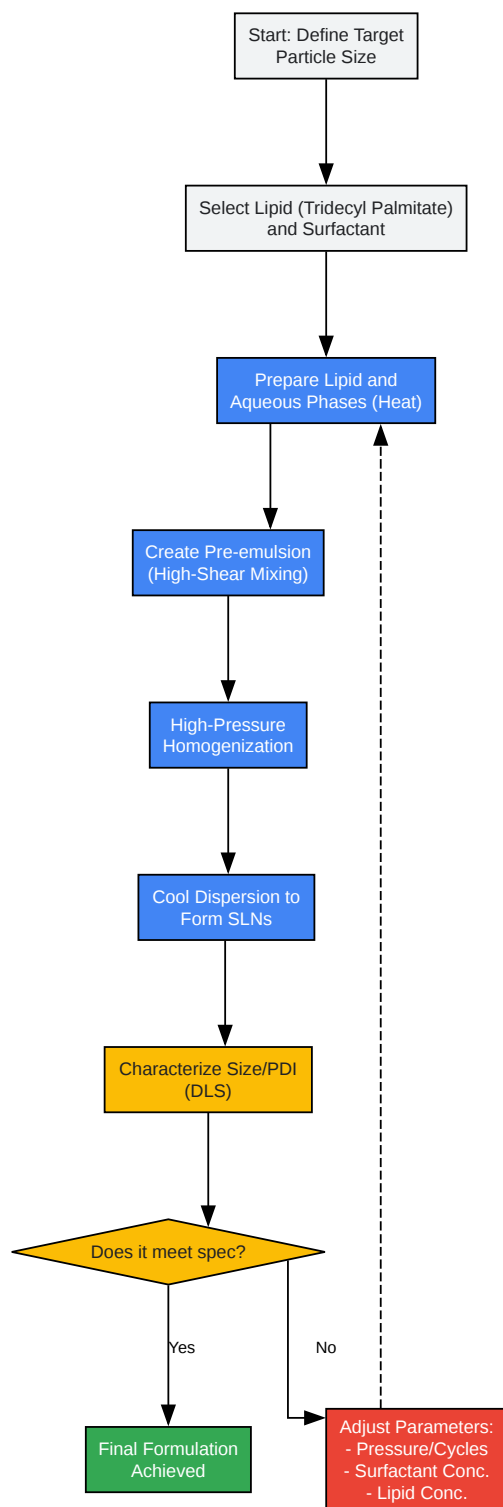 Start: Define Target
Particle Size
Select Lipid (Tridecyl Palmitate)
and Surfactant
Prepare Lipid and
Aqueous Phases (Heat)
Create Pre-emulsion
(High-Shear Mixing)
High-Pressure
Homogenization
Cool Dispersion to
Form SLNs
Characterize Size/PDI
(DLS)
Does it meet spec?
Yes
No
Final Formulation
Achieved
Adjust Parameters:
- Pressure/Cycles
- Surfactant Conc.
- Lipid Conc.